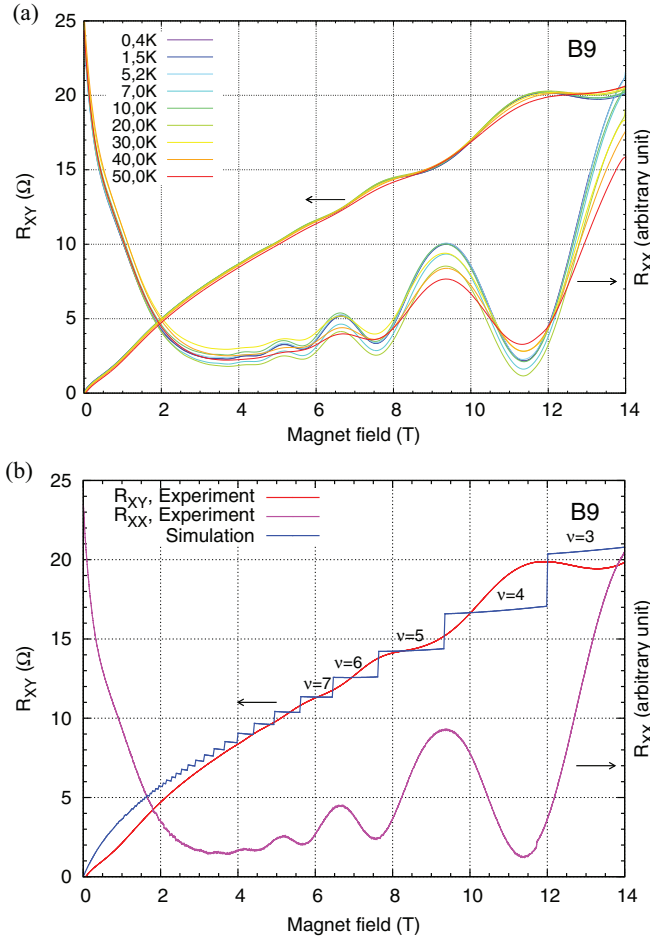 (a)
B9
0,4K
1,5K
5,2K
7,0K
10,0K
20,0K
30,0K
40,0K
50,0K
25
20
15
10
5
0
R_XY (Ω)
R_XX (arbitrary unit)
0 2 4 6 8 10 12 14
Magnet field (T)
(b)
B9
R_XY, Experiment
R_XX, Experiment
Simulation
25
20
15
10
5
0
R_XY (Ω)
R_XX (arbitrary unit)
ν=3
ν=4
ν=5
ν=6
ν=7
0 2 4 6 8 10 12 14
Magnet field (T)